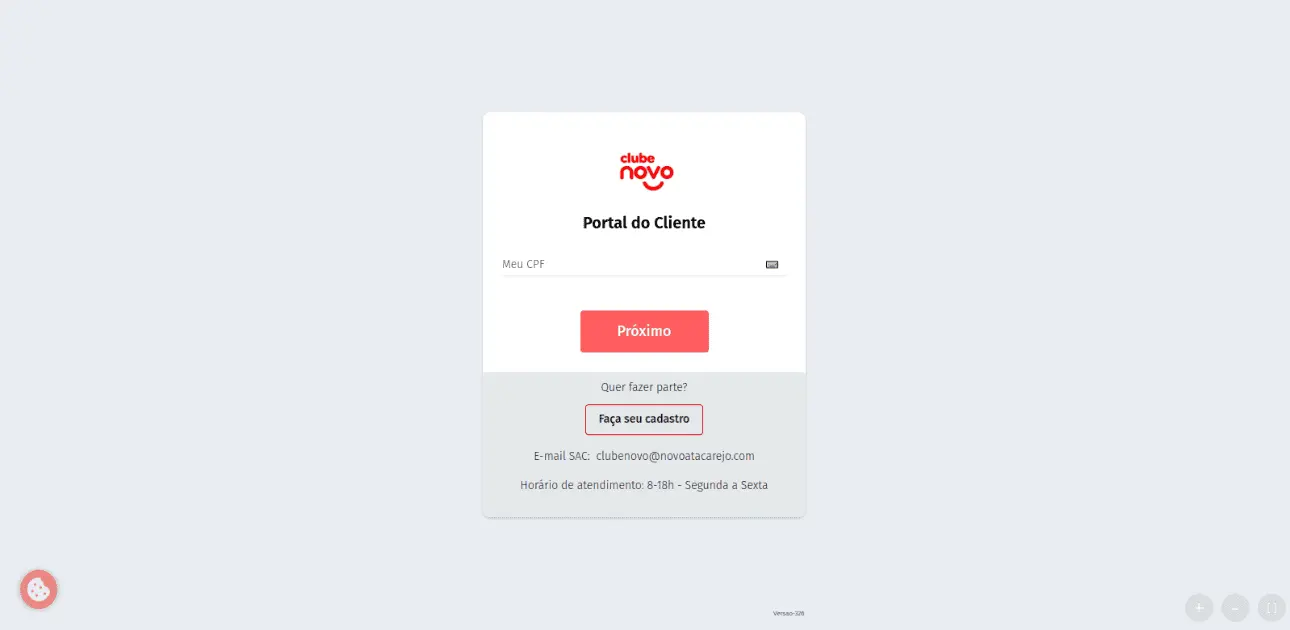 clube
novo
Portal do Cliente
Meu CPF
Próximo
Quer fazer parte?
Faça seu cadastro
E-mail SAC: clubenovo@novoatacarejo.com
Horário de atendimento: 8-18h - Segunda a Sexta
Versao-326
+
-
[ ]